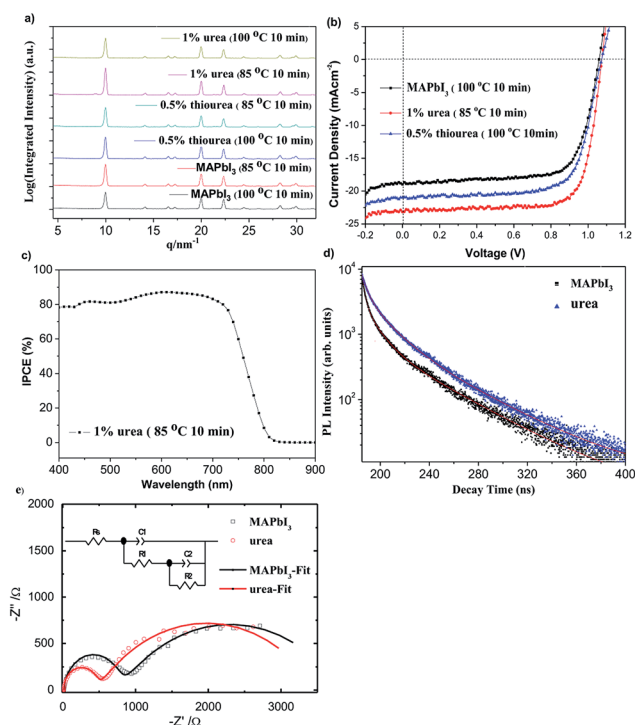 a)
Log(Integrated Intensity) (a.u.)
1% urea (100 °C 10 min)
1% urea (85 °C 10 min)
0.5% thiourea (85 °C 10 min)
0.5% thiourea (100 °C 10 min)
MAPbI₃ (85 °C 10 min)
MAPbI₃ (100 °C 10 min)
5 10 15 20 25 30
q/nm⁻¹
(b)
Current Density (mAcm⁻²)
5
0
-5
-10
-15
-20
-25
MAPbI₃ (100 °C 10 min)
1% urea (85 °C 10 min)
0.5% thiourea (100 °C 10min)
-0.2 0.0 0.2 0.4 0.6 0.8 1.0 1.2
Voltage (V)
c)
IPCE (%)
100
80
60
40
20
0
1% urea ( 85 °C 10 min)
400 500 600 700 800 900
Wavelength (nm)
d)
PL Intensity (arb. units)
10⁴
10³
10²
MAPbI₃
urea
200 240 280 320 360 400
Decay Time (ns)
e)
-Z'' /Ω
2000
1500
1000
500
0
Rs
C1
R1
C2
R2
MAPbI₃
urea
MAPbI₃-Fit
urea-Fit
0 1000 2000 3000
-Z' /Ω